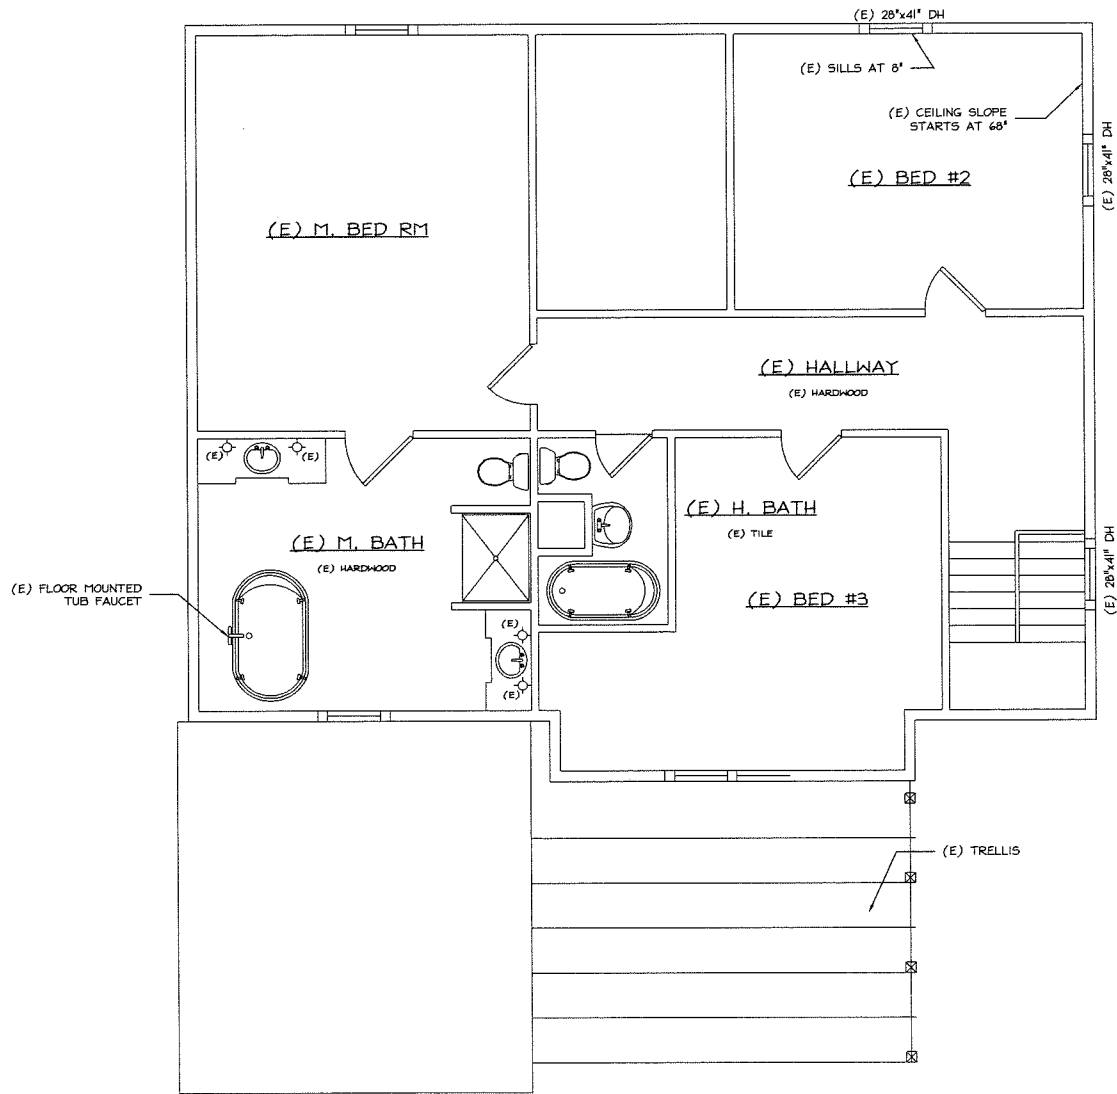 (E) 28"x41" DH
(E) SILLS AT 8"
(E) CEILING SLOPE
STARTS AT 68"
(E) 28"x41" DH
(E) BED #2
(E) M. BED RM
(E) HALLWAY
(E) HARDWOOD
(E)
(E)
(E) H. BATH
(E) TILE
(E) M. BATH
(E) HARDWOOD
(E) 28"x41" DH
(E) FLOOR MOUNTED
TUB FAUCET
(E) BED #3
(E)
(E)
(E) TRELLIS